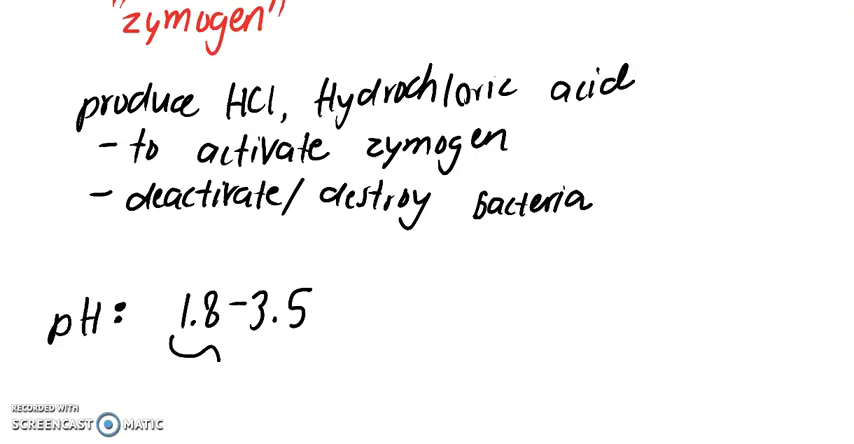 "zymogen"
produce HCl, Hydrochloric acid
- to activate zymogen
- deactivate/destroy bacteria
pH: 1.8-3.5
RECORDED WITH
SCREENCAST MATIC